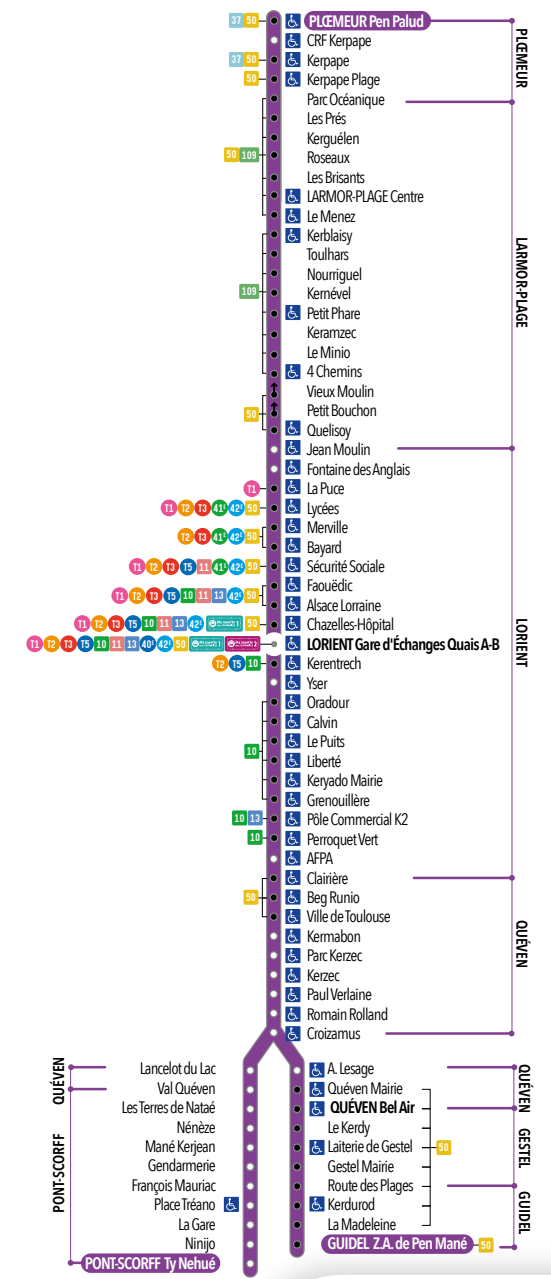 37 50 PLŒMEUR Pen Palud
CRF Kerpape
37 50 Kerpape
50 Kerpape Plage
PLŒMEUR
Parc Océanique
Les Prés
Kerguélen
50 109 Roseaux
Les Brisants
LARMOR-PLAGE Centre
Le Menez
Kerblaisy
Toulhars
Nourriguel
109 Kernével
Petit Phare
Keramzec
Le Minio
4 Chemins
Vieux Moulin
50 Petit Bouchon
Quelisoy
LARMOR-PLAGE
Jean Moulin
Fontaine des Anglais
T1 La Puce
T1 T2 T3 41E 42E 50 Lycées
Merville
T2 T3 41E 42E 50
Bayard
T1 T2 T3 T5 11 41E 42E 50 Sécurité Sociale
Faouëdic
T1 T2 T3 T5 10 11 13 42E 50
Alsace Lorraine
T1 T2 T3 T5 10 11 13 42E 50 Chazelles-Hôpital
T1 T2 T3 T5 10 11 13 40E 42E 50 LORIENT Gare d'Échanges Quais A-B
T2 T5 10 Kerentrech
Yser
Oradour
Calvin
Le Puits
10 Liberté
Keryado Mairie
Grenouillère
10 13 Pôle Commercial K2
10 Perroquet Vert
AFPA
LORIENT
Clairière
50 Beg Runio
Ville de Toulouse
Kermabon
Parc Kerzec
Kerzec
Paul Verlaine
Romain Rolland
Croizamus
QUÉVEN
QUÉVEN
Lancelot du Lac
Val Quéven
Les Terres de Nataé
Nénèze
Mané Kerjean
Gendarmerie
François Mauriac
Place Tréano
La Gare
Ninijo
PONT-SCORFF Ty Nehué
PONT-SCORFF
A. Lesage
Quéven Mairie
QUÉVEN Bel Air
Le Kerdy
Laiterie de Gestel 50
Gestel Mairie
Route des Plages
Kerdurod
La Madeleine
GUIDEL Z.A. de Pen Mané 50
QUÉVEN
GESTEL
GUIDEL